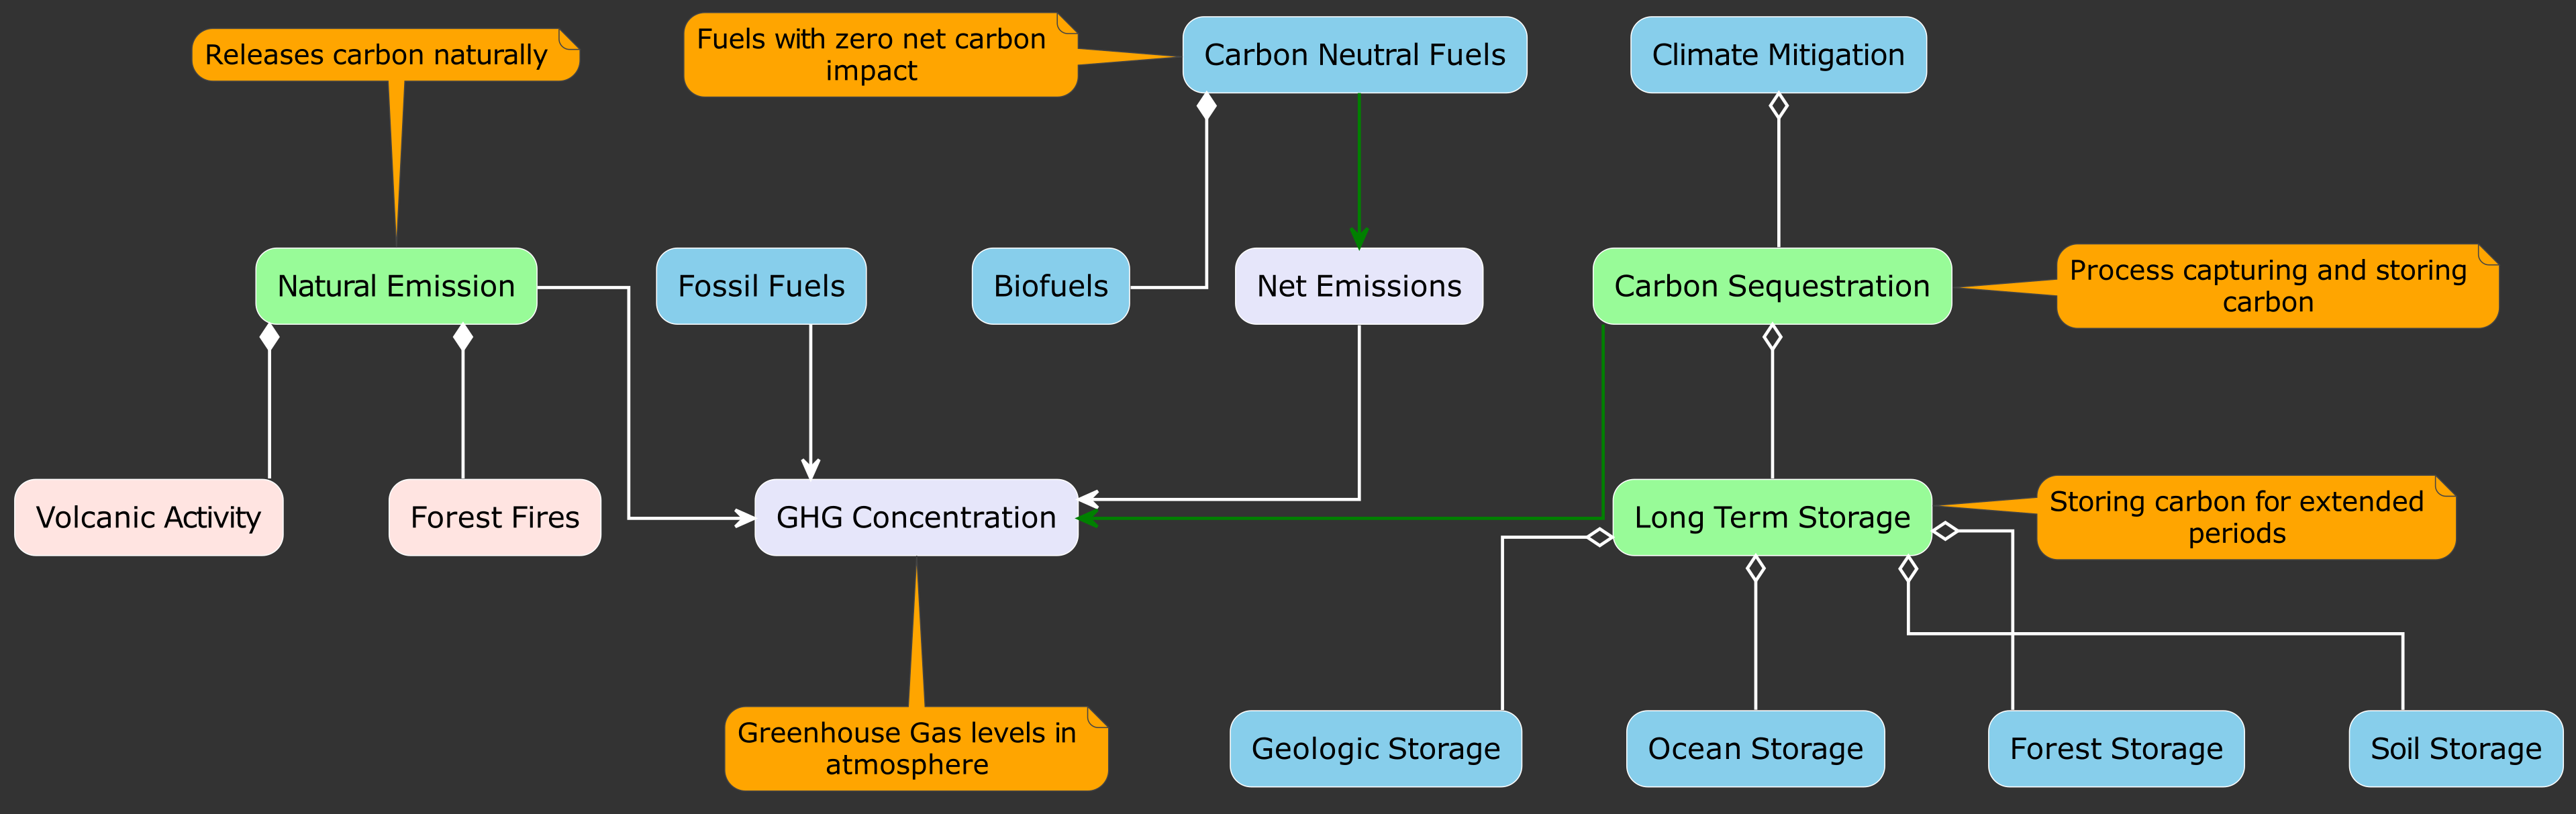 Releases carbon naturally
Fuels with zero net carbon
impact
Carbon Neutral Fuels
Climate Mitigation
Natural Emission
Fossil Fuels
Biofuels
Net Emissions
Carbon Sequestration
Process capturing and storing
carbon
Volcanic Activity
Forest Fires
GHG Concentration
Long Term Storage
Storing carbon for extended
periods
Greenhouse Gas levels in
atmosphere
Geologic Storage
Ocean Storage
Forest Storage
Soil Storage